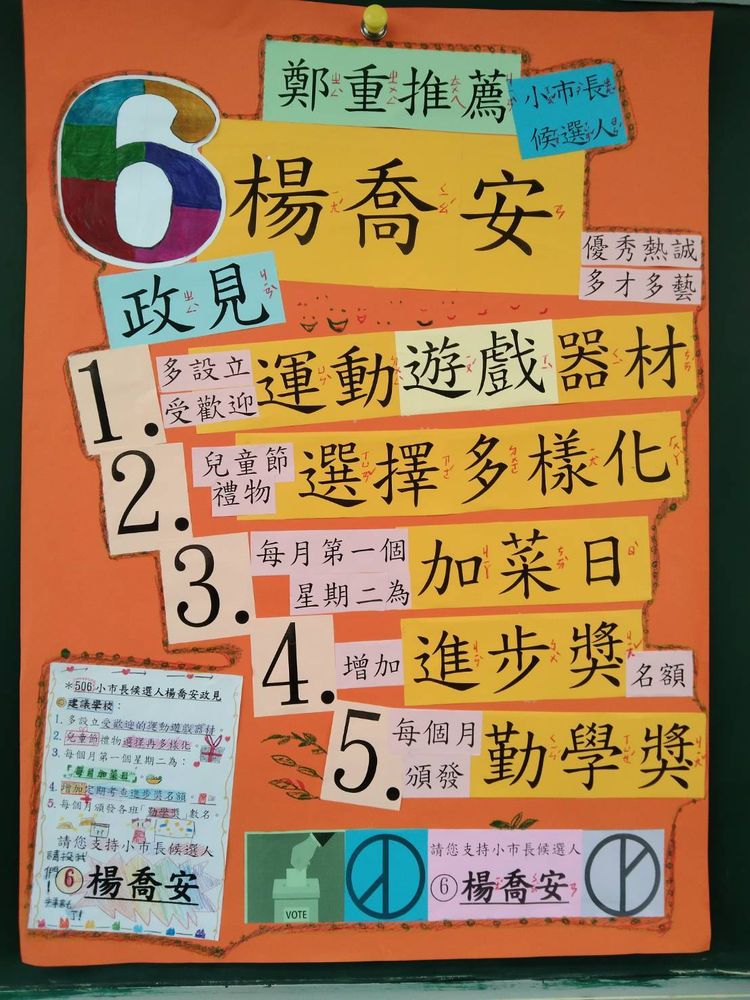 鄭重推薦
小市長
候選人
6
楊喬安
優秀熱誠
多才多藝
政見
1. 多設立受歡迎運動遊戲器材
2. 兒童節禮物選擇多樣化
3. 每月第一個星期二為加菜日
4. 增加進步獎名額
5. 每個月頒發勤學獎
*506小市長候選人楊喬安政見
◎建議學校：
1. 多設立受歡迎的運動遊戲器材。
2. 兒童節禮物選擇再多樣化。
3. 每個月第一個星期二為：
「每月加菜日」。
4. 增加定期考查進步獎名額。
5. 每個月頒發各班「勤學獎」數名。
請您支持小市長候選人
請投我們！
⑥楊喬安
拜託了！
VOTE
請您支持小市長候選人
⑥楊喬安